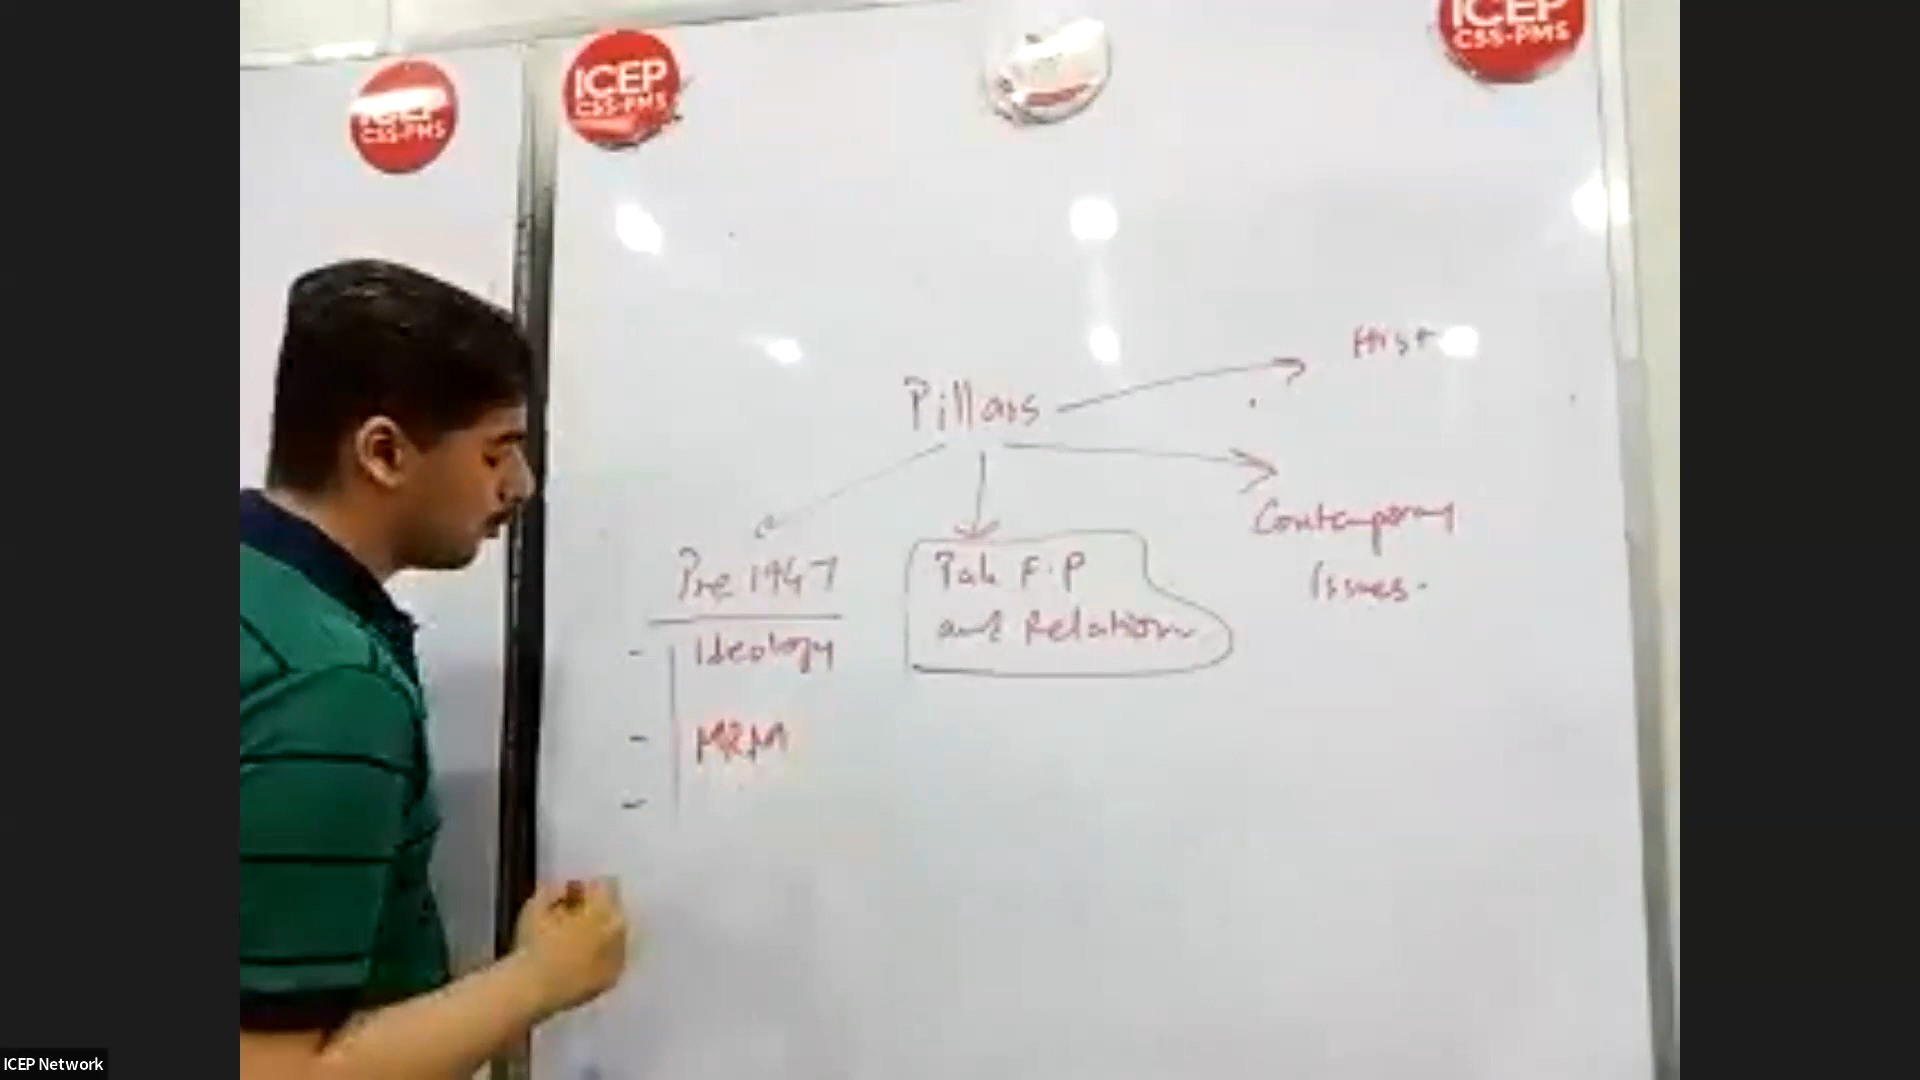 ICEP
CSS-PMS
ICEP
CSS-PMS
ICEP
CSS-PMS
Hist
Pillars
Contemporary
Issues.
Pre 1947
- Ideology
- MRM
-
Pak F.P
and Relations
ICEP Network